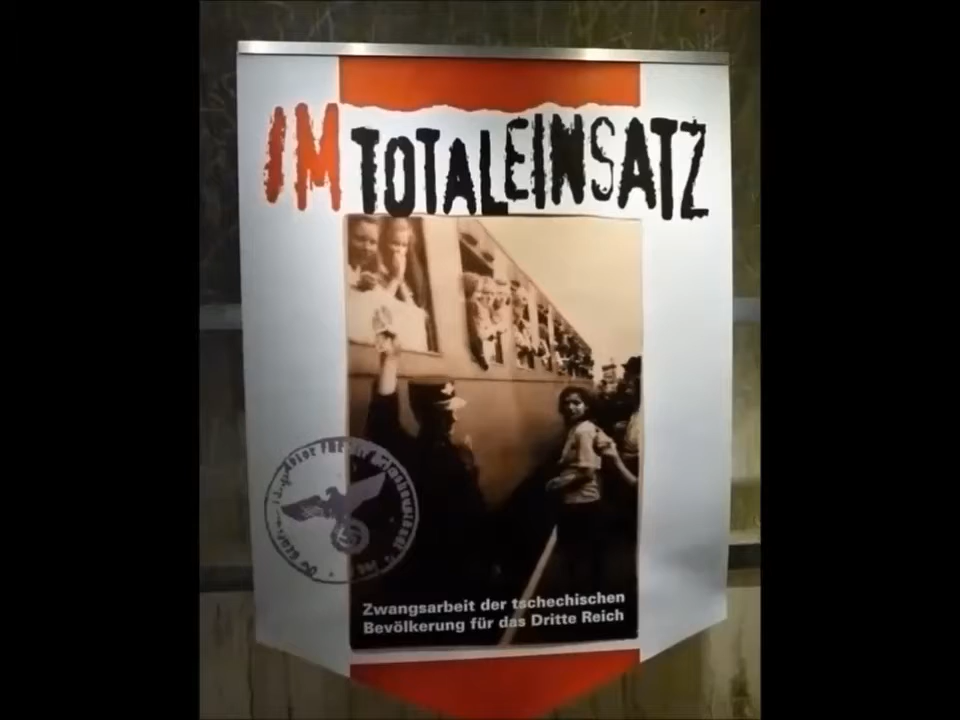 IM TOTALEINSATZ
Zwangsarbeit der tschechischen
Bevölkerung für das Dritte Reich